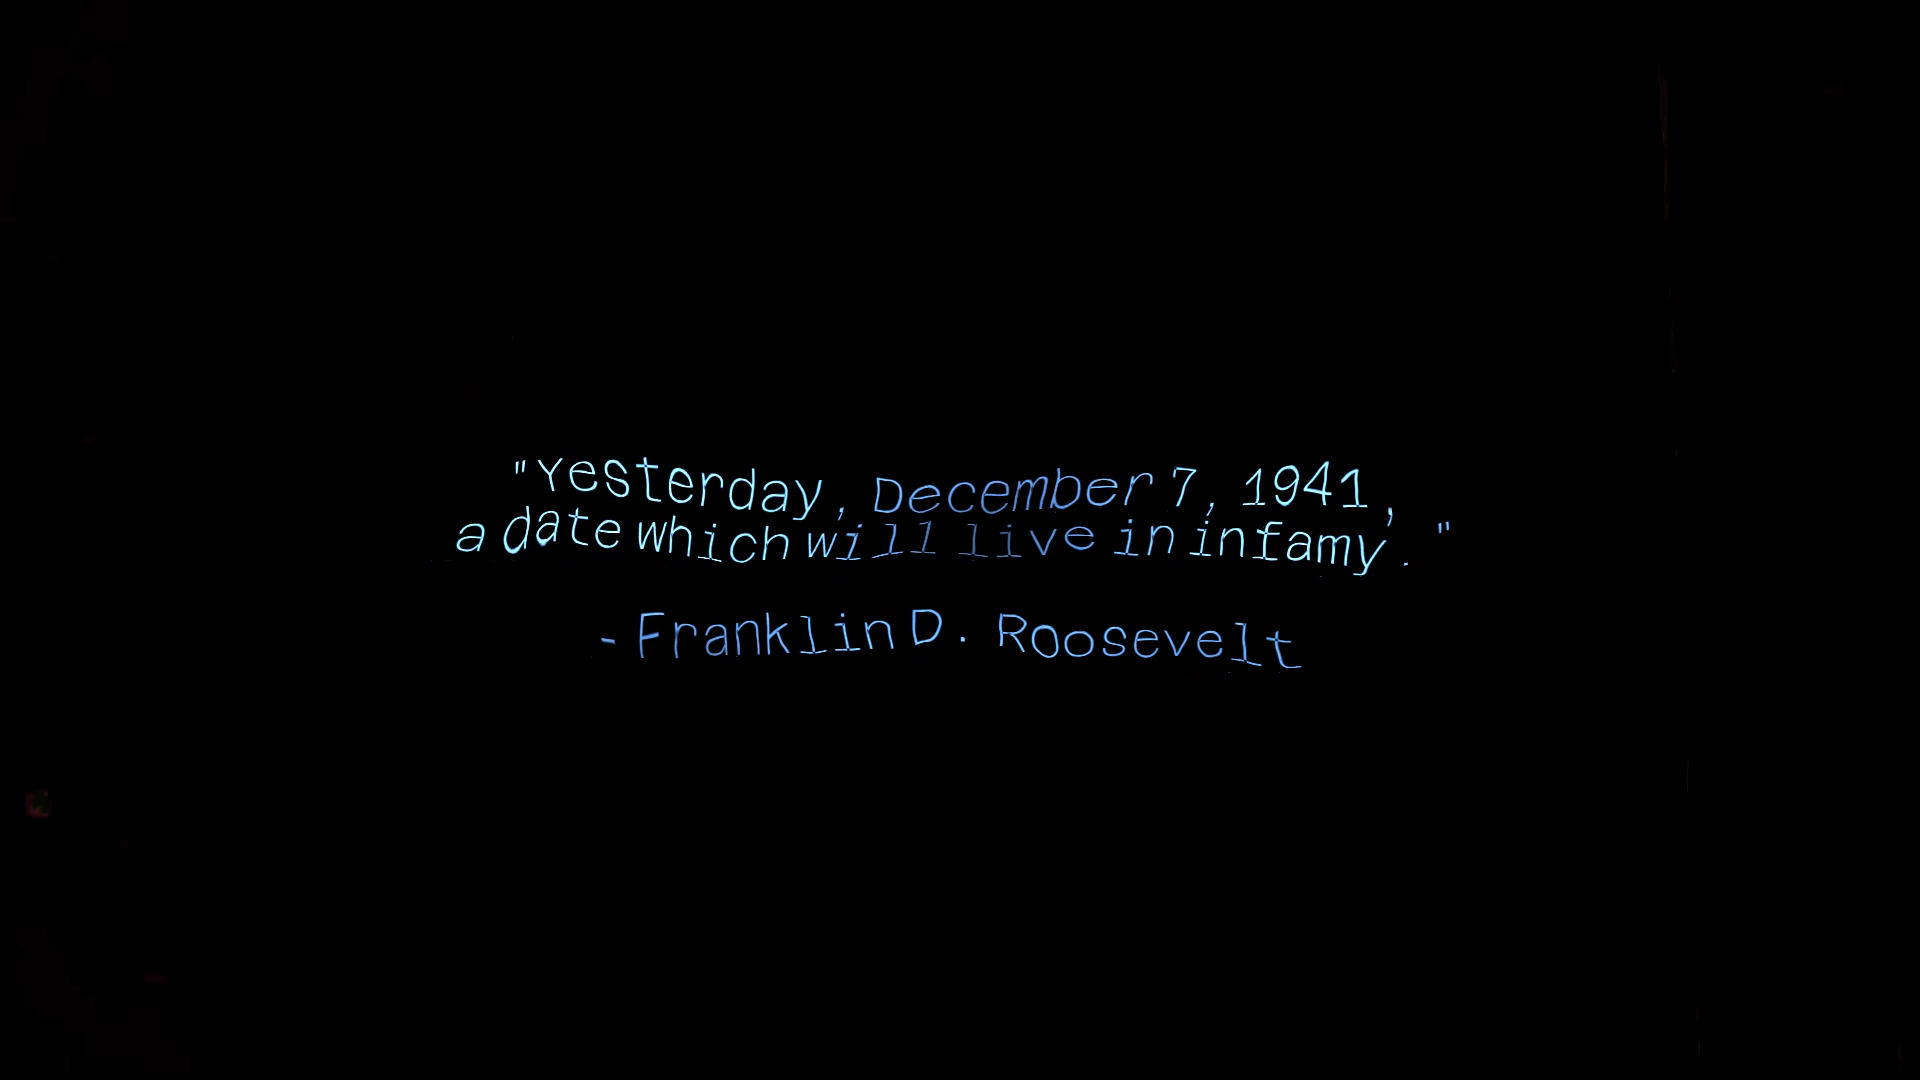 "Yesterday, December 7, 1941,
a date which will live in infamy."
- Franklin D. Roosevelt